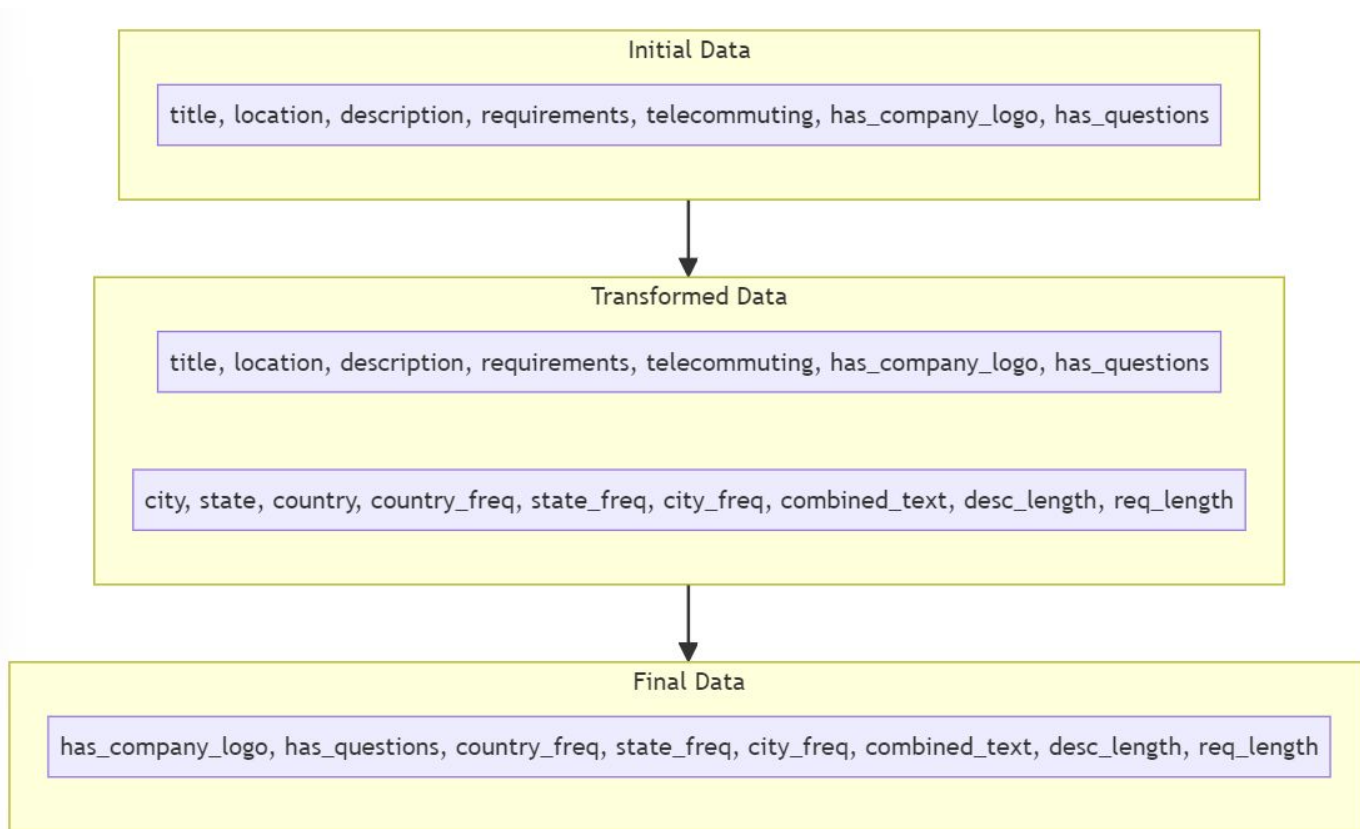 Initial Data
title, location, description, requirements, telecommuting, has_company_logo, has_questions
Transformed Data
title, location, description, requirements, telecommuting, has_company_logo, has_questions
city, state, country, country_freq, state_freq, city_freq, combined_text, desc_length, req_length
Final Data
has_company_logo, has_questions, country_freq, state_freq, city_freq, combined_text, desc_length, req_length